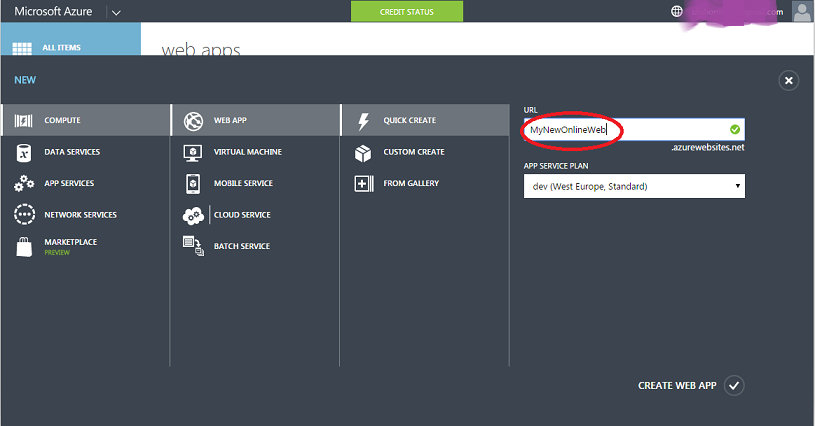 Microsoft Azure
CREDIT STATUS
.com
ALL ITEMS
web apps
NEW
COMPUTE
DATA SERVICES
APP SERVICES
NETWORK SERVICES
MARKETPLACE
PREVIEW
WEB APP
VIRTUAL MACHINE
MOBILE SERVICE
CLOUD SERVICE
BATCH SERVICE
QUICK CREATE
CUSTOM CREATE
FROM GALLERY
URL
MyNewOnlineWeb
.azurewebsites.net
APP SERVICE PLAN
dev (West Europe, Standard)
CREATE WEB APP